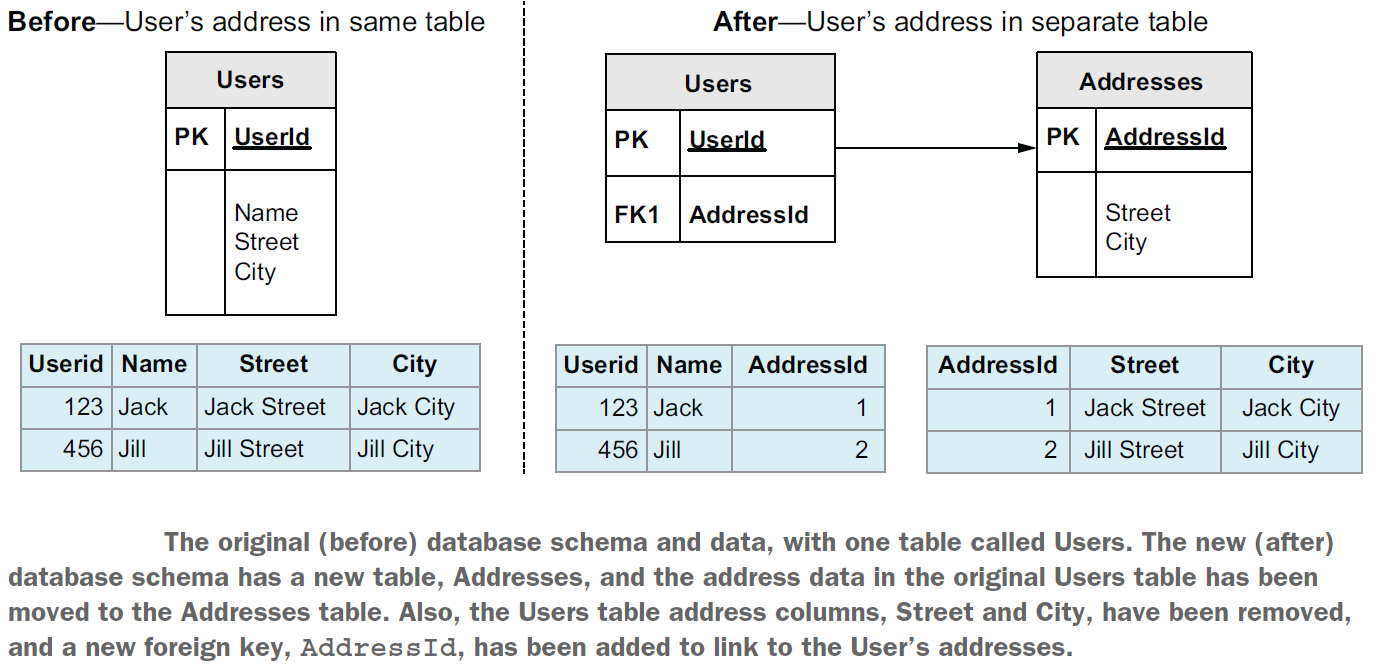 Before—User's address in same table
Users
PK UserId
Name
Street
City
Userid Name Street City
123 Jack Jack Street Jack City
456 Jill Jill Street Jill City
After—User's address in separate table
Users
PK UserId
FK1 AddressId
Addresses
PK AddressId
Street
City
Userid Name AddressId
123 Jack 1
456 Jill 2
AddressId Street City
1 Jack Street Jack City
2 Jill Street Jill City
The original (before) database schema and data, with one table called Users. The new (after)
database schema has a new table, Addresses, and the address data in the original Users table has been
moved to the Addresses table. Also, the Users table address columns, Street and City, have been removed,
and a new foreign key, AddressId, has been added to link to the User's addresses.